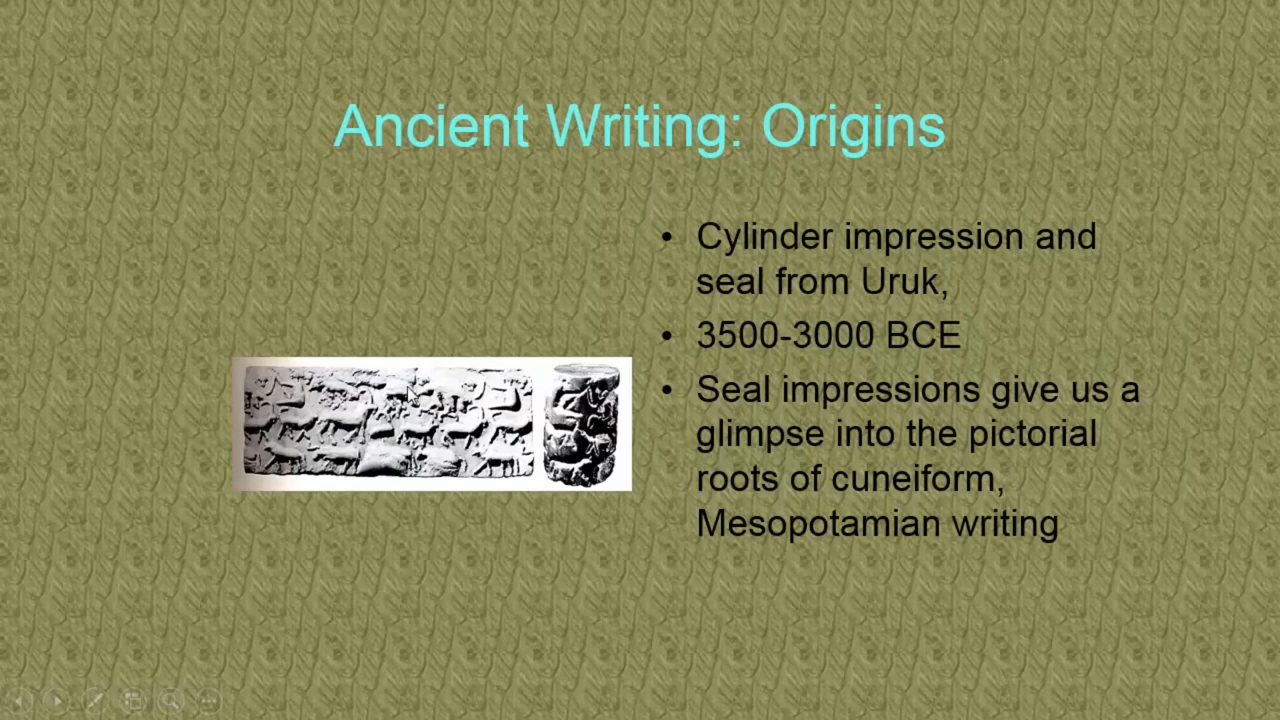 Ancient Writing: Origins
• Cylinder impression and
seal from Uruk,
• 3500-3000 BCE
• Seal impressions give us a
glimpse into the pictorial
roots of cuneiform,
Mesopotamian writing